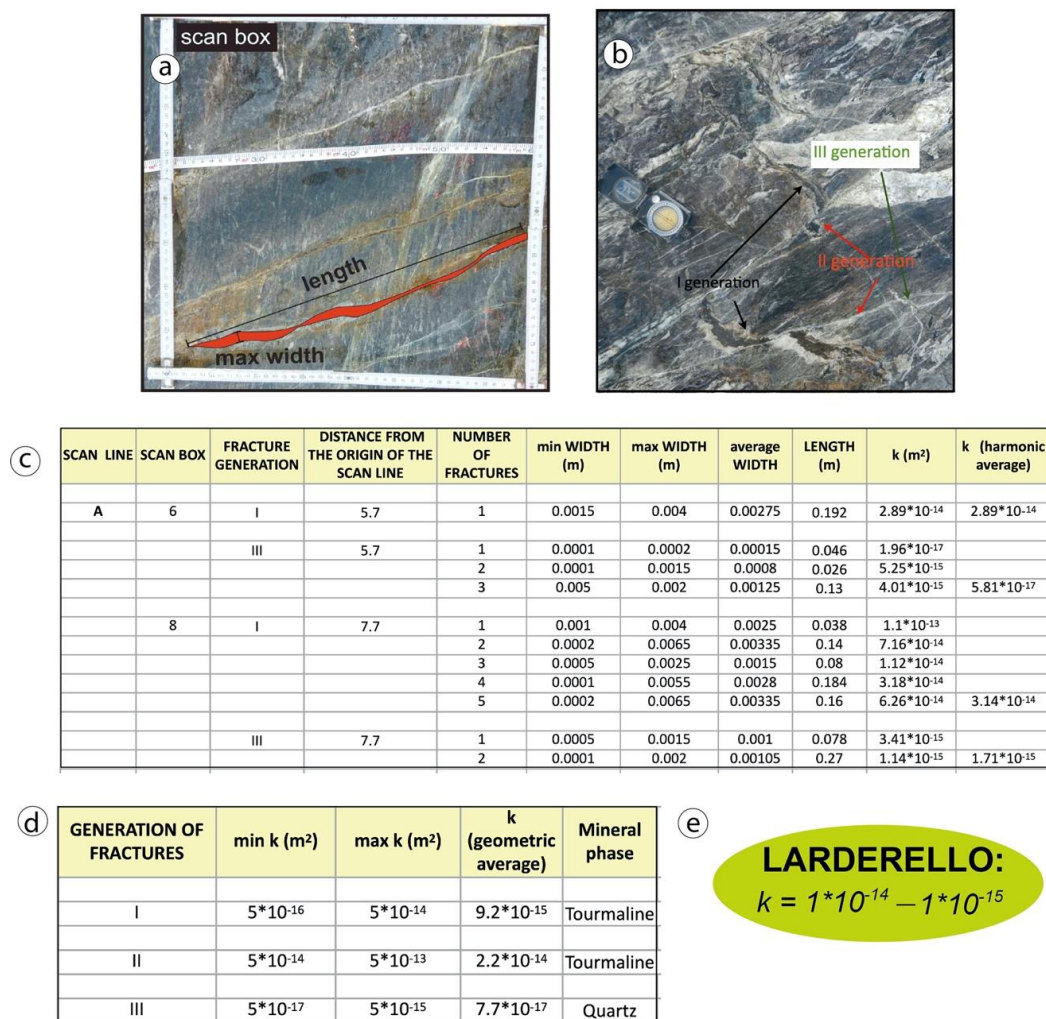 scan box
a
length
max width
b
III generation
II generation
I generation
c
SCAN LINE SCAN BOX FRACTURE GENERATION DISTANCE FROM THE ORIGIN OF THE SCAN LINE NUMBER OF FRACTURES min WIDTH (m) max WIDTH (m) average WIDTH LENGTH (m) k (m²) k (harmonic average)
A 6 I 5.7 1 0.0015 0.004 0.00275 0.192 2.89*10⁻¹⁴ 2.89*10⁻¹⁴
III 5.7 1 0.0001 0.0002 0.00015 0.046 1.96*10⁻¹⁷
2 0.0001 0.0015 0.0008 0.026 5.25*10⁻¹⁵
3 0.005 0.002 0.00125 0.13 4.01*10⁻¹⁵ 5.81*10⁻¹⁷
8 I 7.7 1 0.001 0.004 0.0025 0.038 1.1*10⁻¹³
2 0.0002 0.0065 0.00335 0.14 7.16*10⁻¹⁴
3 0.0005 0.0025 0.0015 0.08 1.12*10⁻¹⁴
4 0.0001 0.0055 0.0028 0.184 3.18*10⁻¹⁴
5 0.0002 0.0065 0.00335 0.16 6.26*10⁻¹⁴ 3.14*10⁻¹⁴
III 7.7 1 0.0005 0.0015 0.001 0.078 3.41*10⁻¹⁵
2 0.0001 0.002 0.00105 0.27 1.14*10⁻¹⁵ 1.71*10⁻¹⁵
d
GENERATION OF FRACTURES min k (m²) max k (m²) k (geometric average) Mineral phase
I 5*10⁻¹⁶ 5*10⁻¹⁴ 9.2*10⁻¹⁵ Tourmaline
II 5*10⁻¹⁴ 5*10⁻¹³ 2.2*10⁻¹⁴ Tourmaline
III 5*10⁻¹⁷ 5*10⁻¹⁵ 7.7*10⁻¹⁷ Quartz
e
LARDERELLO:
k = 1*10⁻¹⁴ – 1*10⁻¹⁵